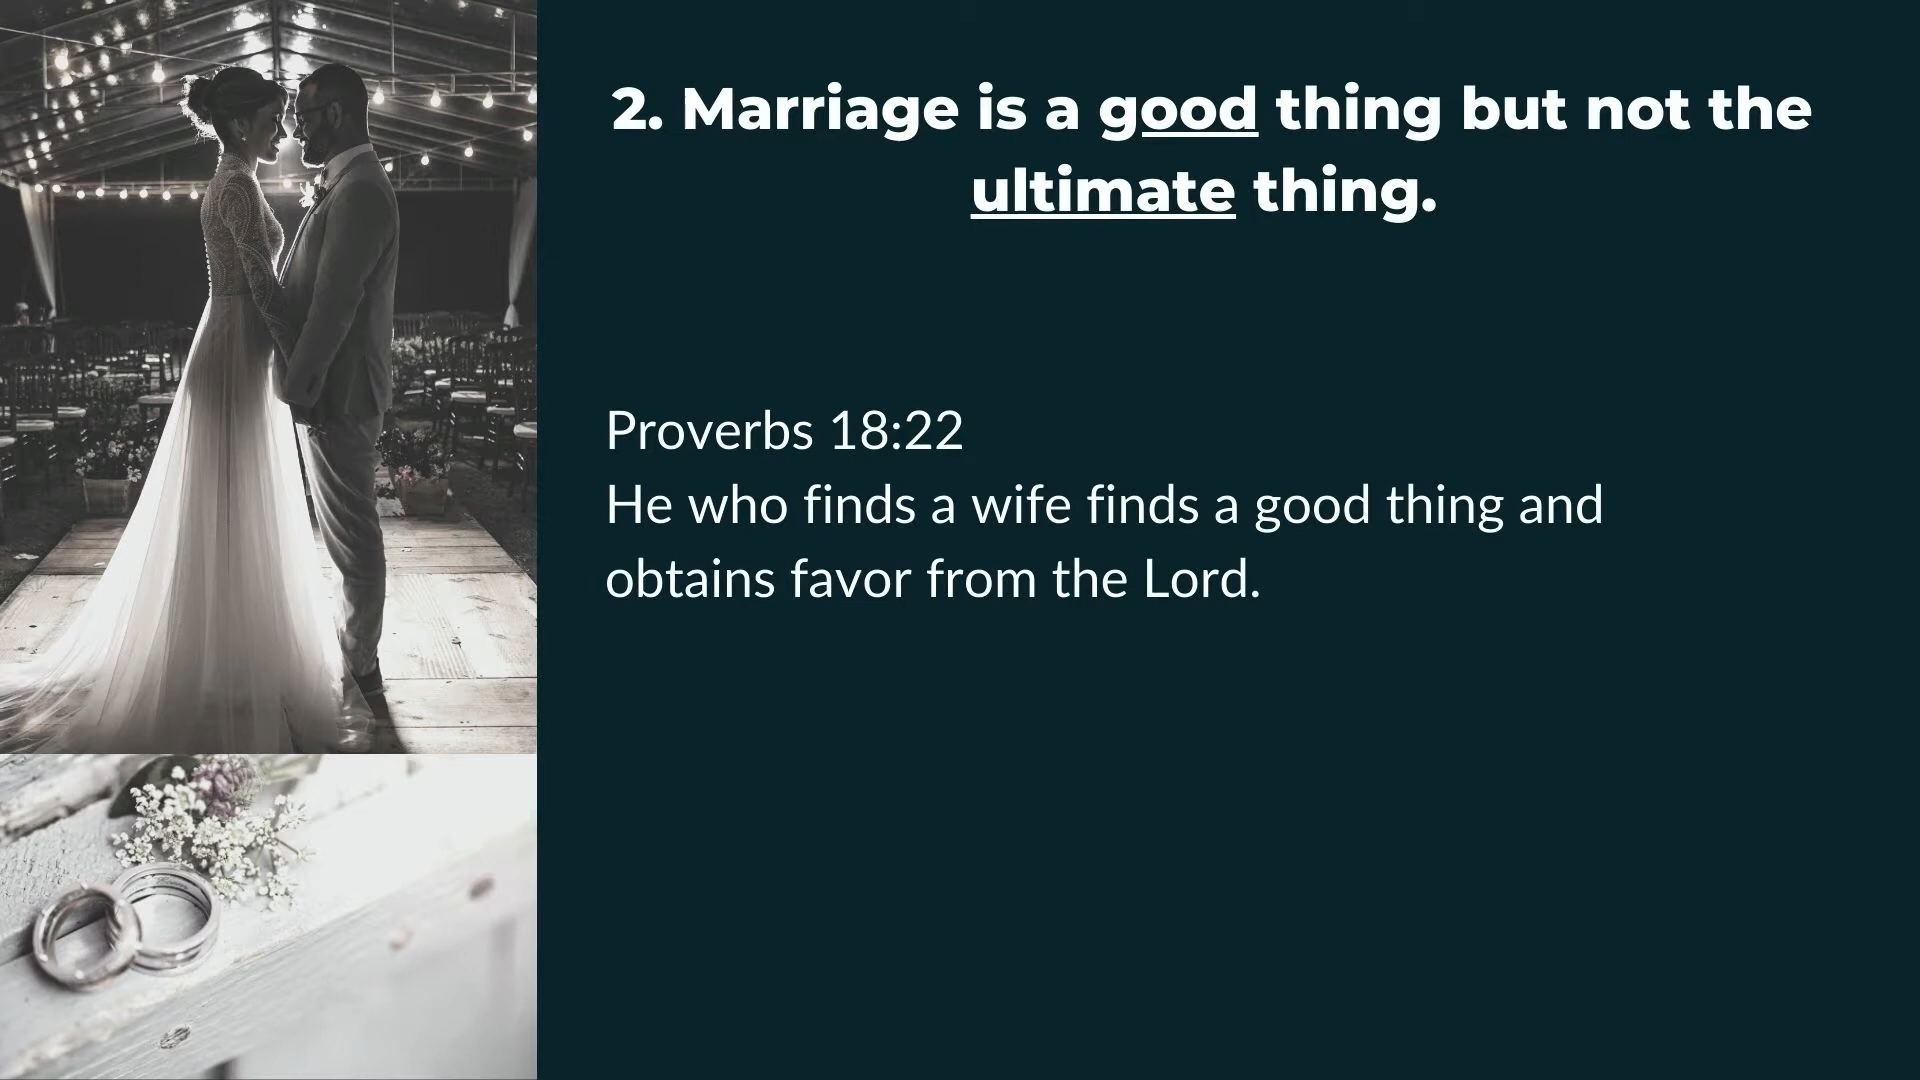 2. Marriage is a good thing but not the
ultimate thing.
Proverbs 18:22
He who finds a wife finds a good thing and
obtains favor from the Lord.